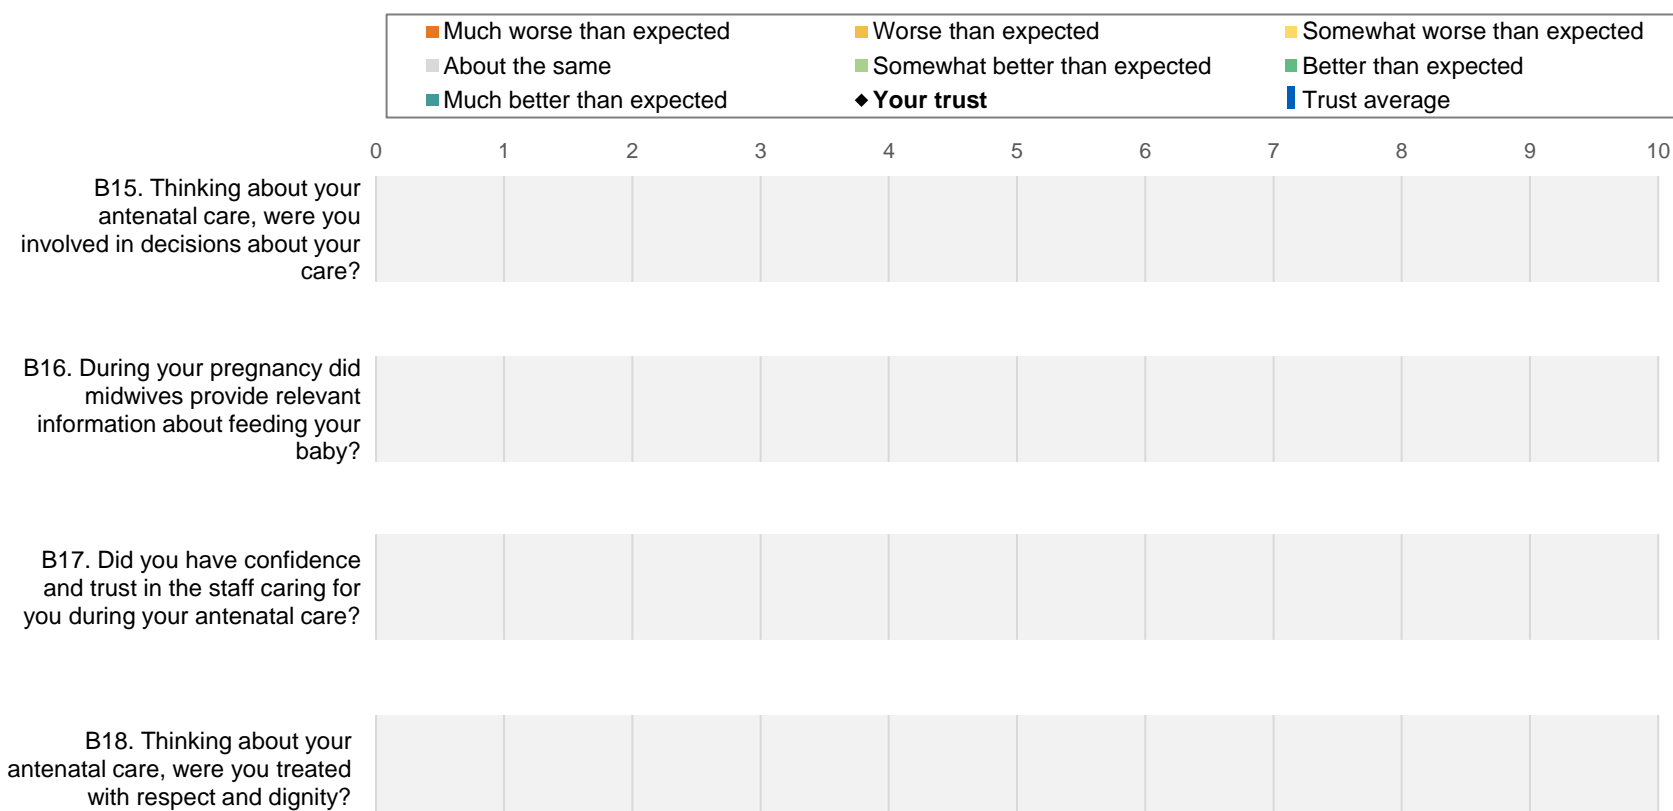 Much worse than expected Worse than expected Somewhat worse than expected
About the same Somewhat better than expected Better than expected
Much better than expected Your trust Trust average
0 1 2 3 4 5 6 7 8 9 10
B15. Thinking about your
antenatal care, were you
involved in decisions about your
care?
B16. During your pregnancy did
midwives provide relevant
information about feeding your
baby?
B17. Did you have confidence
and trust in the staff caring for
you during your antenatal care?
B18. Thinking about your
antenatal care, were you treated
with respect and dignity?